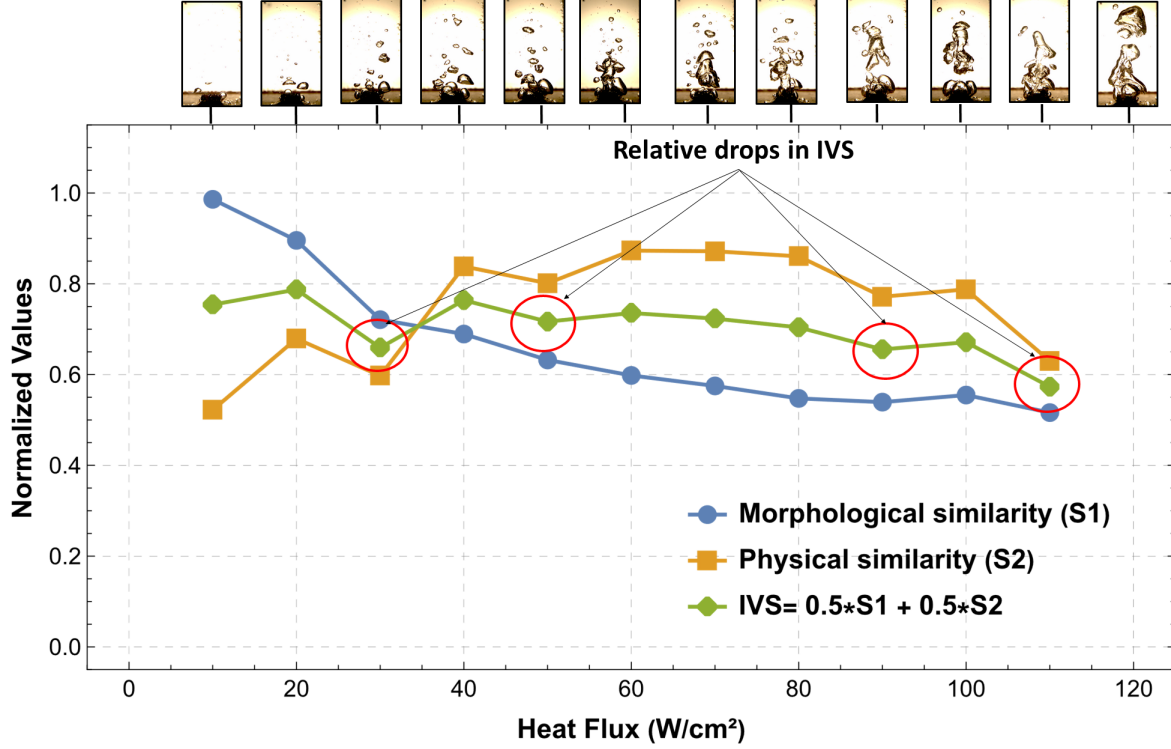 Relative drops in IVS
1.0
0.8
0.6
0.4
0.2
0.0
Normalized Values
Morphological similarity (S1)
Physical similarity (S2)
IVS= 0.5*S1 + 0.5*S2
0 20 40 60 80 100 120
Heat Flux (W/cm²)